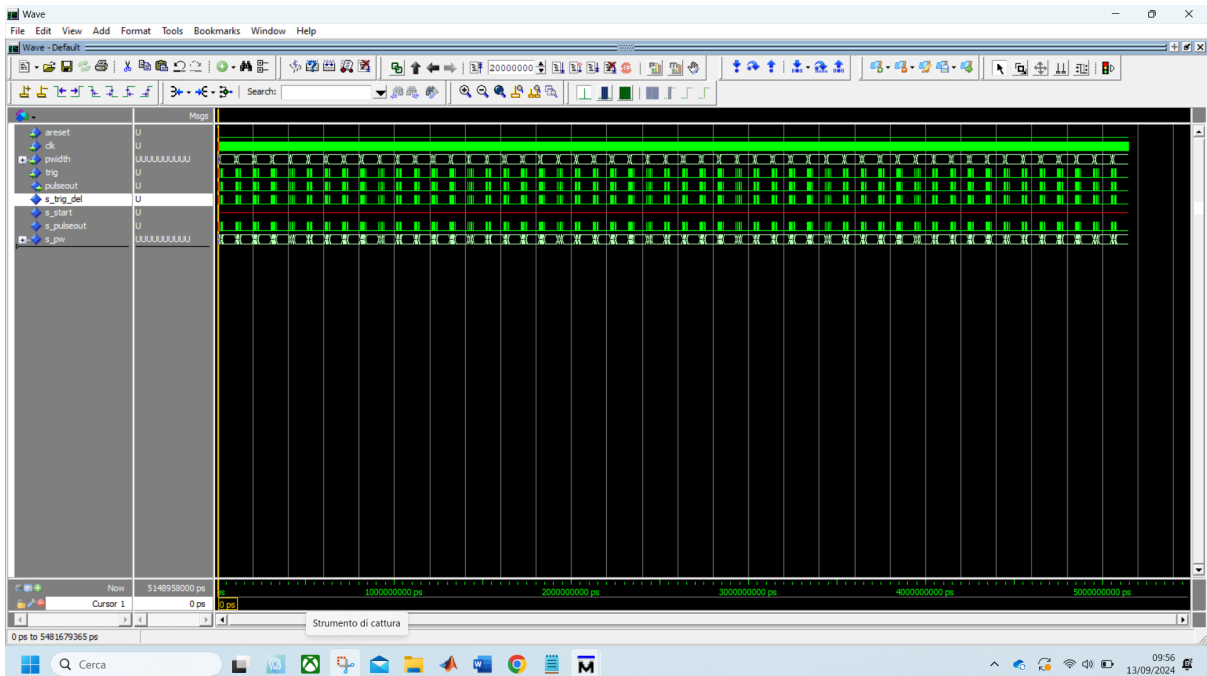 Wave
File Edit View Add Format Tools Bookmarks Window Help
Wave - Default
20000000
Search:
Msgs
areset U
clk U
pwidth UUUUUUUUUU
trig U
pulseout U
s_trig_del U
s_start U
s_pulseout U
s_pw UUUUUUUUUU
Now 5148958000 ps
ps 1000000000 ps 2000000000 ps 3000000000 ps 4000000000 ps 5000000000 ps
Cursor 1 0 ps 0 ps
Strumento di cattura
0 ps to 5481679365 ps
Cerca
09:56
13/09/2024